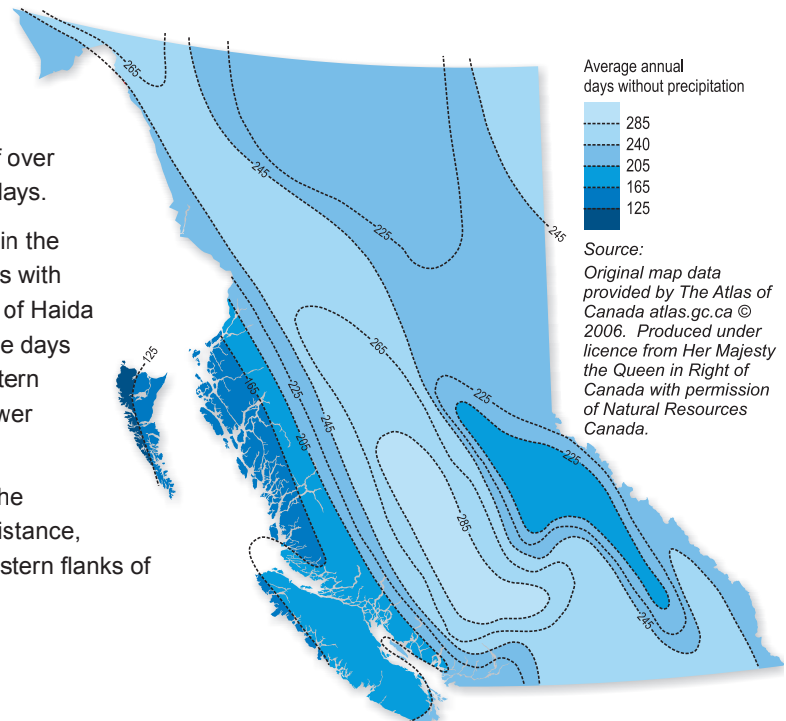 f over
lays.
in the
s with
of Haida
e days
tern
wer
he
istance,
stern flanks of
Average annual
days without precipitation
285
240
205
165
125
Source:
Original map data
provided by The Atlas of
Canada atlas.gc.ca ©
2006. Produced under
licence from Her Majesty
the Queen in Right of
Canada with permission
of Natural Resources
Canada.
265
245
225
245
125
265
225
165
205
225
245
225
285
245